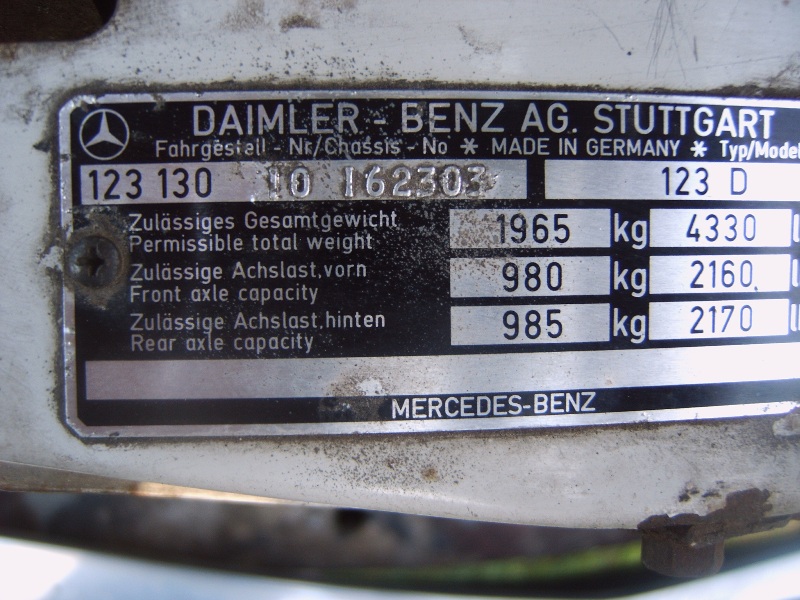 DAIMLER - BENZ AG. STUTTGART
Fahrgestell - Nr/Chassis - No * MADE IN GERMANY * Typ/Model
123 130 10 162303 123 D
Zulässiges Gesamtgewicht
Permissible total weight 1965 kg 4330
Zulässige Achslast,vorn
Front axle capacity 980 kg 2160
Zulässige Achslast,hinten
Rear axle capacity 985 kg 2170
MERCEDES-BENZ